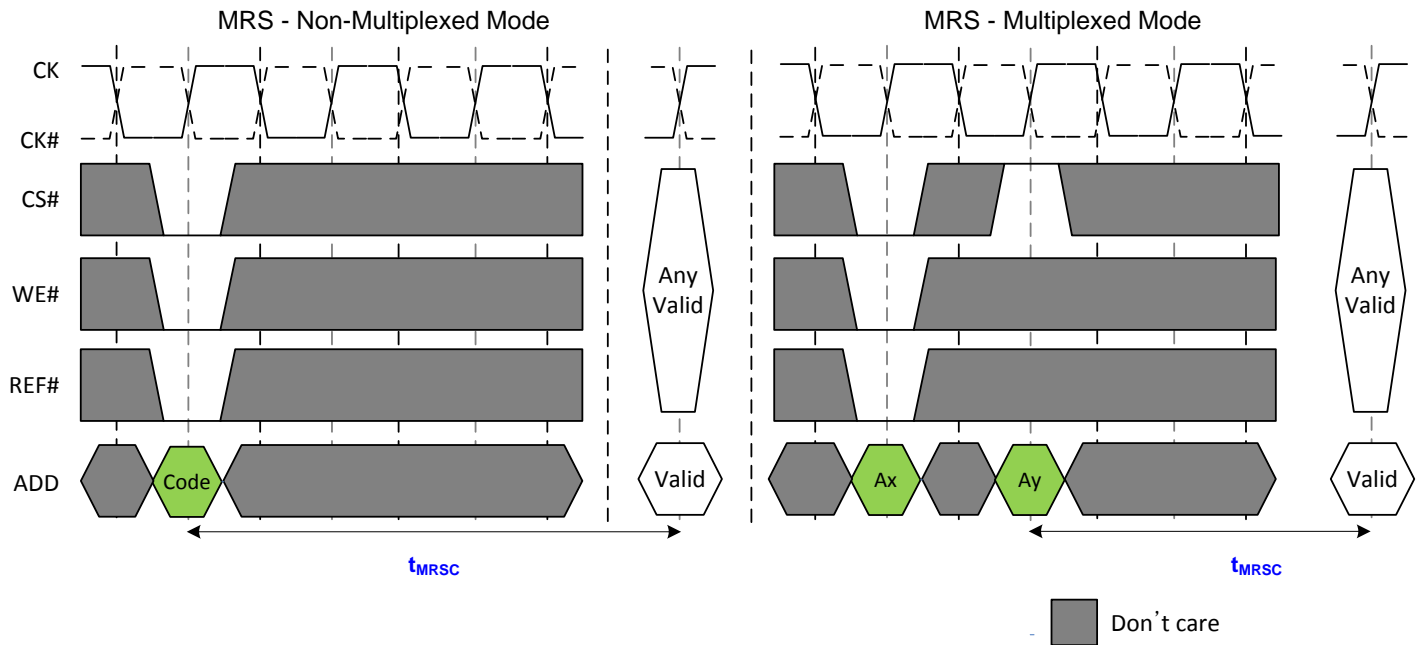 MRS - Non-Multiplexed Mode
MRS - Multiplexed Mode
CK
CK#
CS#
WE#
REF#
ADD
Any
Valid
Any
Valid
Code
Valid
Ax
Ay
Valid
tMRSC
tMRSC
Don't care